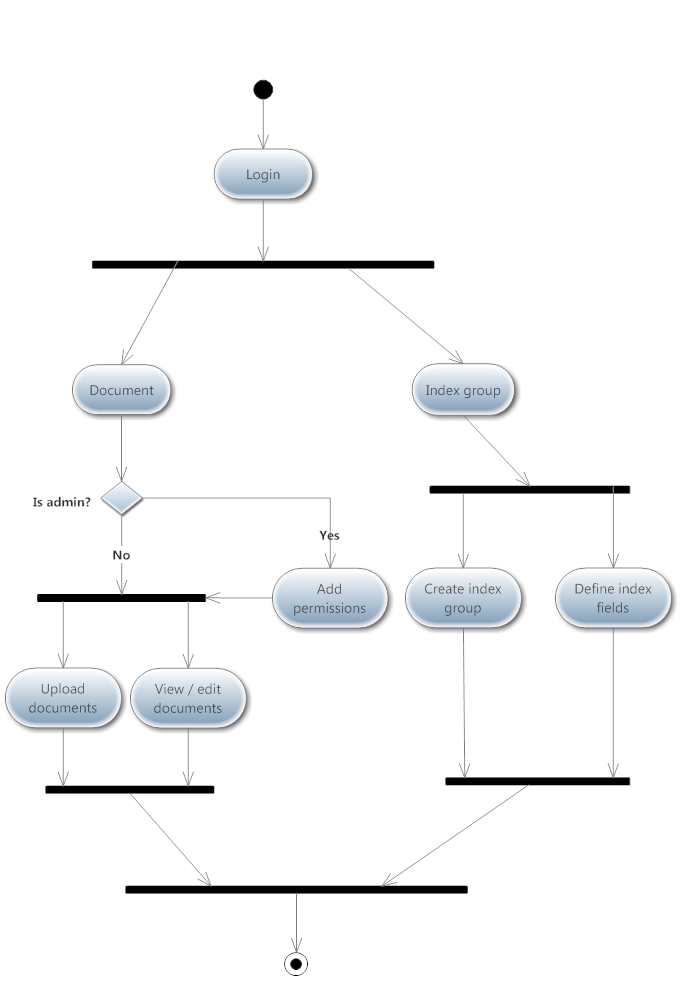 Login
Document
Index group
Is admin?
Yes
No
Add
permissions
Create index
group
Define index
fields
Upload
documents
View / edit
documents